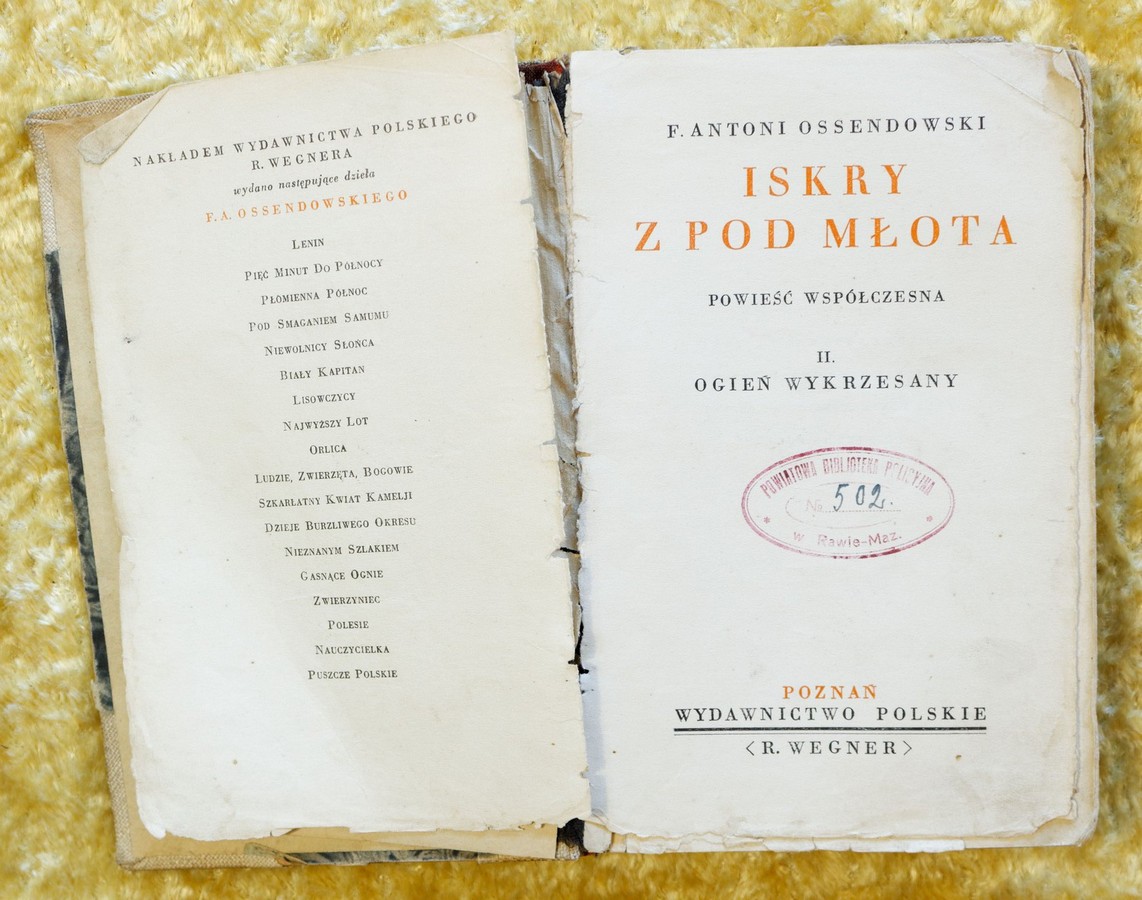 NAKŁADEM WYDAWNICTWA POLSKIEGO
R. WEGNERA
wydano następujące dzieła
F. A. OSSENDOWSKIEGO
LENIN
PIĘĆ MINUT DO PÓŁNOCY
PŁOMIENNA PÓŁNOC
POD SMAGANIEM SAMUMU
NIEWOLNICY SŁOŃCA
BIAŁY KAPITAN
LISOWCZYCY
NAJWYŻSZY LOT
ORLICA
LUDZIE, ZWIERZĘTA, BOGOWIE
SZKARŁATNY KWIAT KAMELJI
DZIEJE BURZLIWEGO OKRESU
NIEZNANYM SZLAKIEM
GASNĄCE OGNIE
ZWIERZYNIEC
POLESIE
NAUCZYCIELKA
PUSZCZE POLSKIE
F. ANTONI OSSENDOWSKI
ISKRY
Z POD MŁOTA
POWIEŚĆ WSPÓŁCZESNA
II.
OGIEŃ WYKRZESANY
POWIATOWA BIBLIOTEKA POLICYJNA
№ 502.
w Rawie-Maz.
POZNAŃ
WYDAWNICTWO POLSKIE
<R. WEGNER>